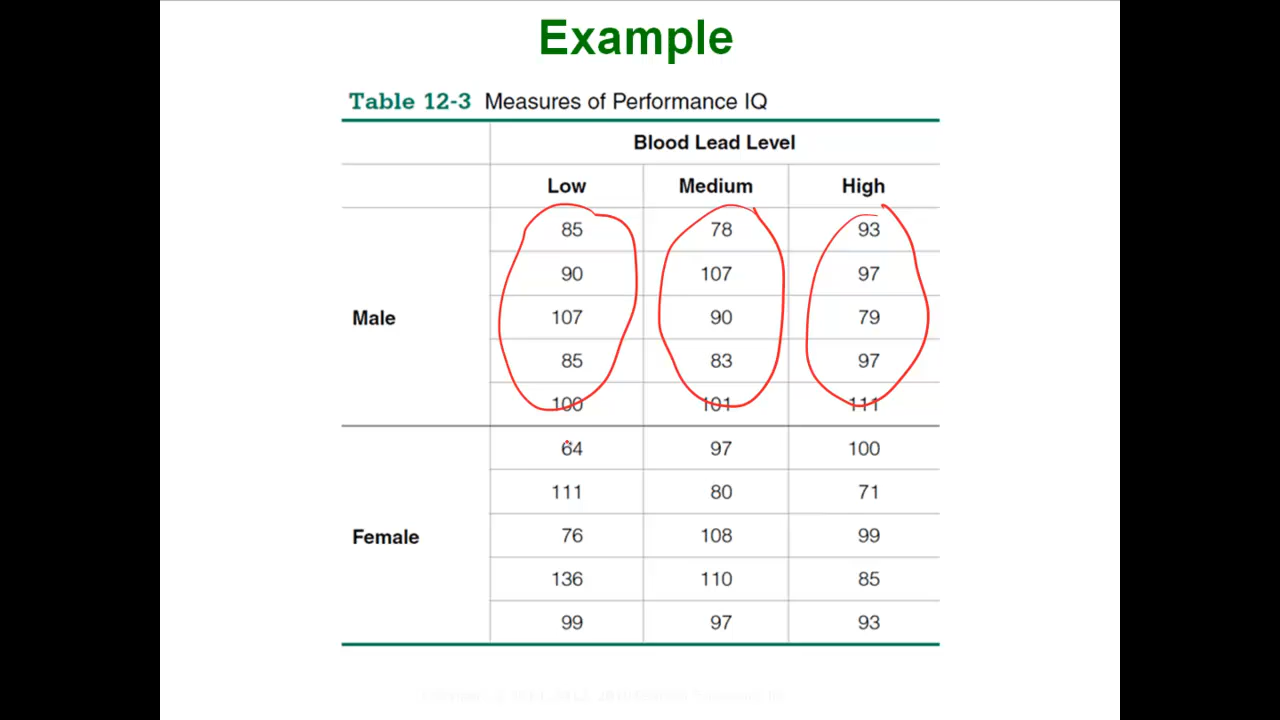 Example
Table 12-3 Measures of Performance IQ
Blood Lead Level
Low Medium High
85 78 93
90 107 97
Male 107 90 79
85 83 97
100 101 111
64 97 100
111 80 71
Female 76 108 99
136 110 85
99 97 93